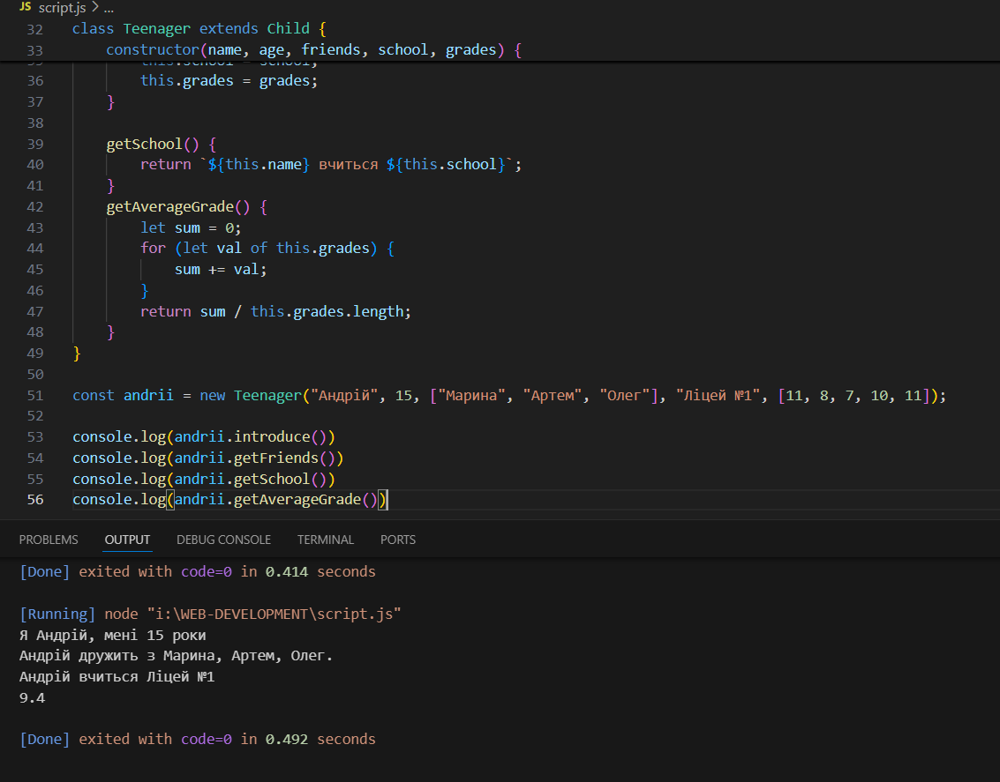 JS script.js > ...
32 class Teenager extends Child {
33 constructor(name, age, friends, school, grades) {
36 this.grades = grades;
37 }
38
39 getSchool() {
40 return `${this.name} вчиться ${this.school}`;
41 }
42 getAverageGrade() {
43 let sum = 0;
44 for (let val of this.grades) {
45 sum += val;
46 }
47 return sum / this.grades.length;
48 }
49 }
50
51 const andrii = new Teenager("Андрій", 15, ["Марина", "Артем", "Олег"], "Ліцей №1", [11, 8, 7, 10, 11]);
52
53 console.log(andrii.introduce())
54 console.log(andrii.getFriends())
55 console.log(andrii.getSchool())
56 console.log(andrii.getAverageGrade())
PROBLEMS OUTPUT DEBUG CONSOLE TERMINAL PORTS
[Done] exited with code=0 in 0.414 seconds
[Running] node "i:\WEB-DEVELOPMENT\script.js"
Я Андрій, мені 15 роки
Андрій дружить з Марина, Артем, Олег.
Андрій вчиться Ліцей №1
9.4
[Done] exited with code=0 in 0.492 seconds